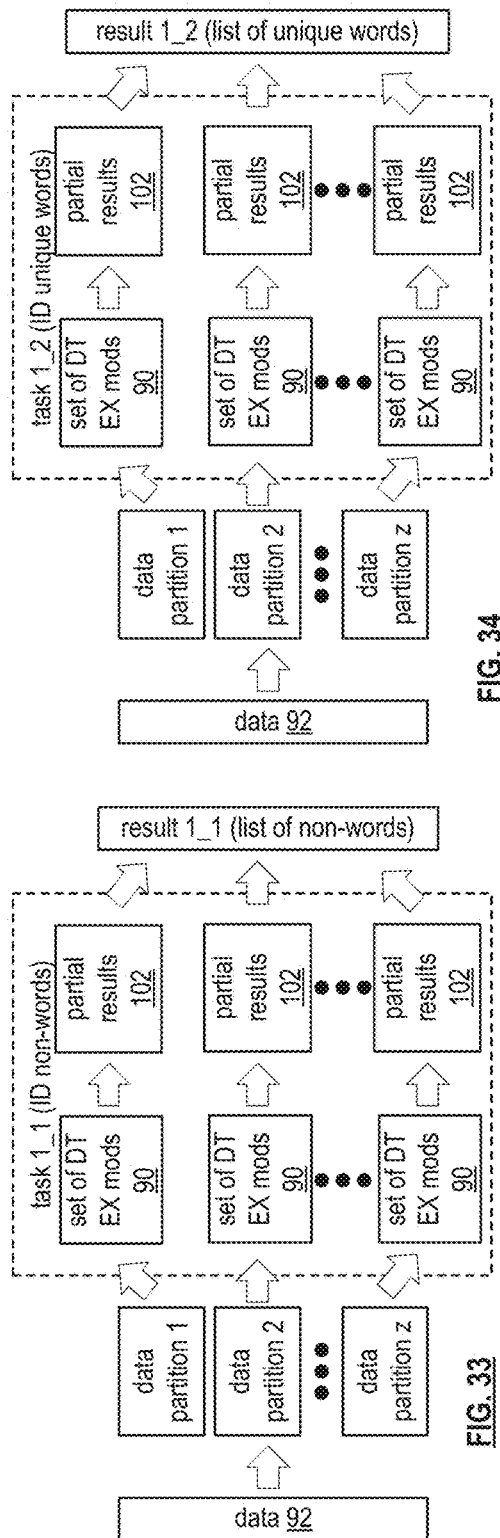 data 92
data
partition 1
data
partition 2
data
partition z
task 1_1 (ID non-words)
set of DT
EX mods
90
partial
results
102
set of DT
EX mods
90
partial
results
102
set of DT
EX mods
90
partial
results
102
result 1_1 (list of non-words)
FIG. 33
data 92
data
partition 1
data
partition 2
data
partition z
task 1_2 (ID unique words)
set of DT
EX mods
90
partial
results
102
set of DT
EX mods
90
partial
results
102
set of DT
EX mods
90
partial
results
102
result 1_2 (list of unique words)
FIG. 34